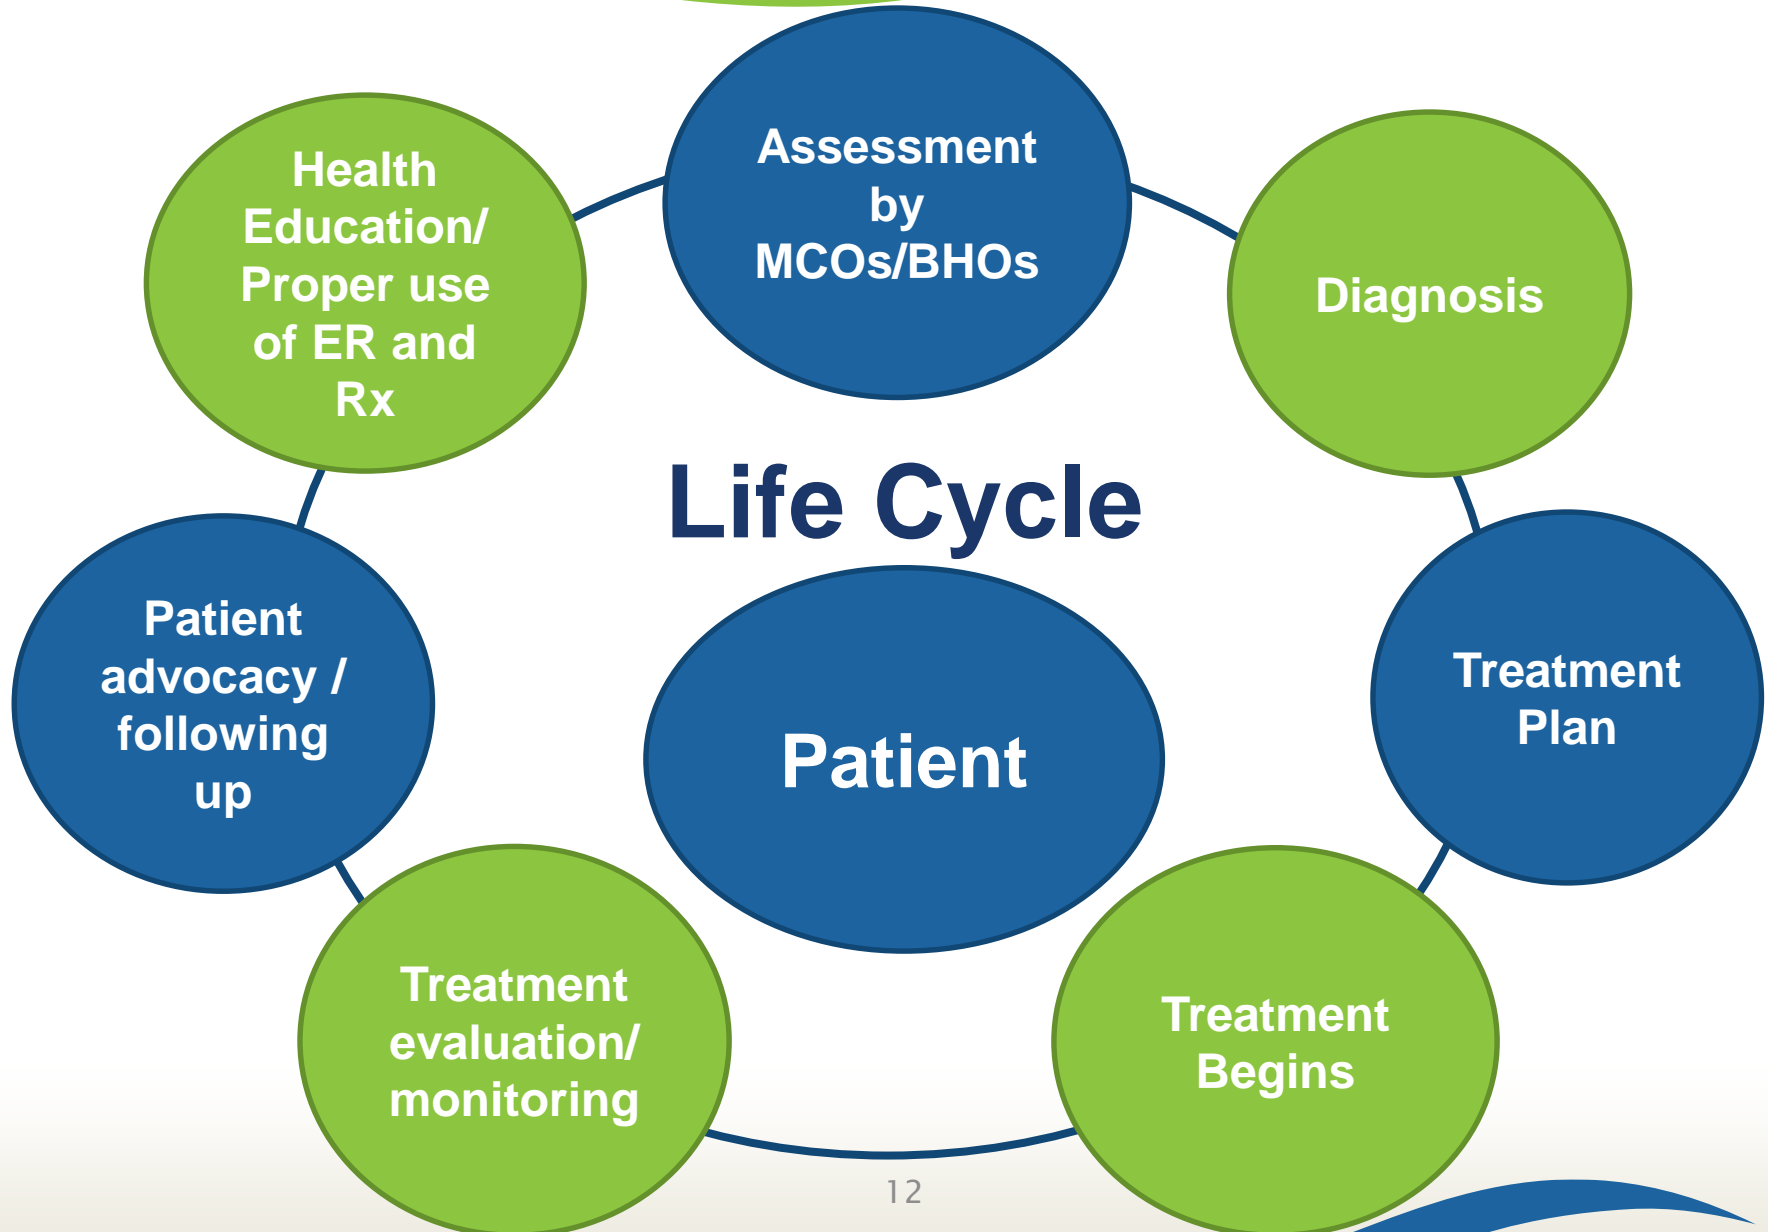 Assessment
by
MCOs/BHOs
Diagnosis
Treatment
Plan
Treatment
Begins
Treatment
evaluation/
monitoring
Patient
advocacy /
following
up
Health
Education/
Proper use
of ER and
Rx
Life Cycle
Patient
12